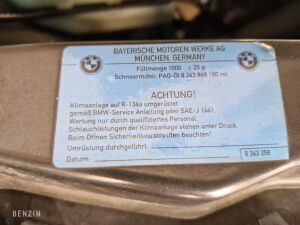 BAYERISCHE MOTOREN WERKE AG
MÜNCHEN, GERMANY
Füllmenge 1000 ± 25 g
Schmiermittel: PAG-Öl 8 343 868 180 ml
ACHTUNG!
Klimaanlage auf R-134a umgerüstet
gemäß BMW-Service Anleitung oder SAE-J 1661.
Wartung nur durch qualifiziertes Personal.
Schlauchleitungen der Klimaanlage stehen unter Druck.
Beim Öffnen Sicherheitsvorschriften beachten!
Umrüstung durchgeführt:
Datum:
8 363 258
BENZIN